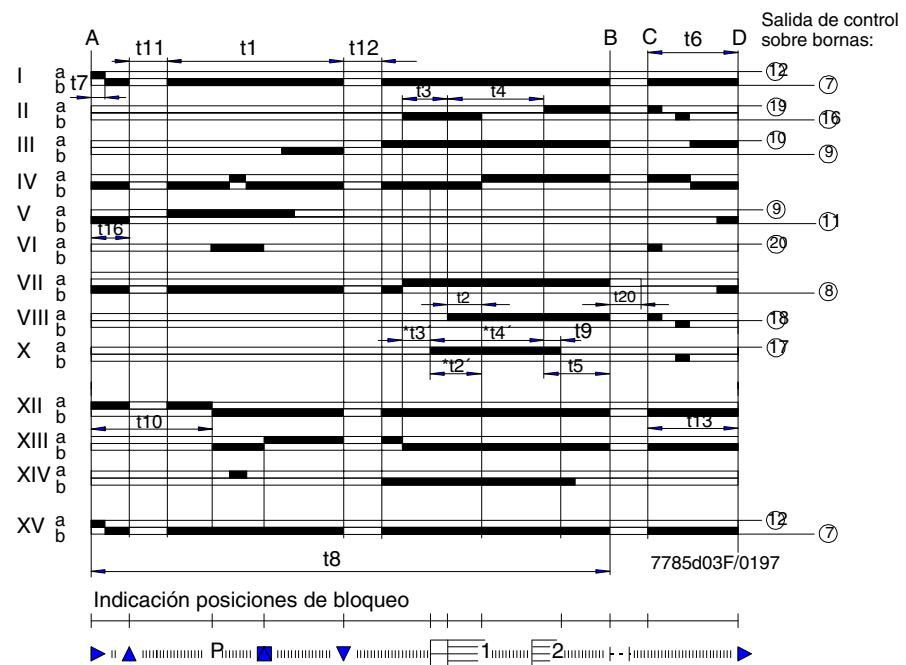 Salida de control
sobre bornas:
A t11 t1 t12 B C t6 D
I a b t7 12 7
II a b t3 t4 19 16
III a b 10 9
IV a b
V a b t16 9 11
VI a b 20
VII a b t2 t20 8
VIII a b 18
*t3´ *t4´ t9
X a b *t2´ t5 17
XII a b t10 t13
XIII a b
XIV a b
XV a b 12 7
t8
7785d03F/0197
Indicación posiciones de bloqueo
P 1 2